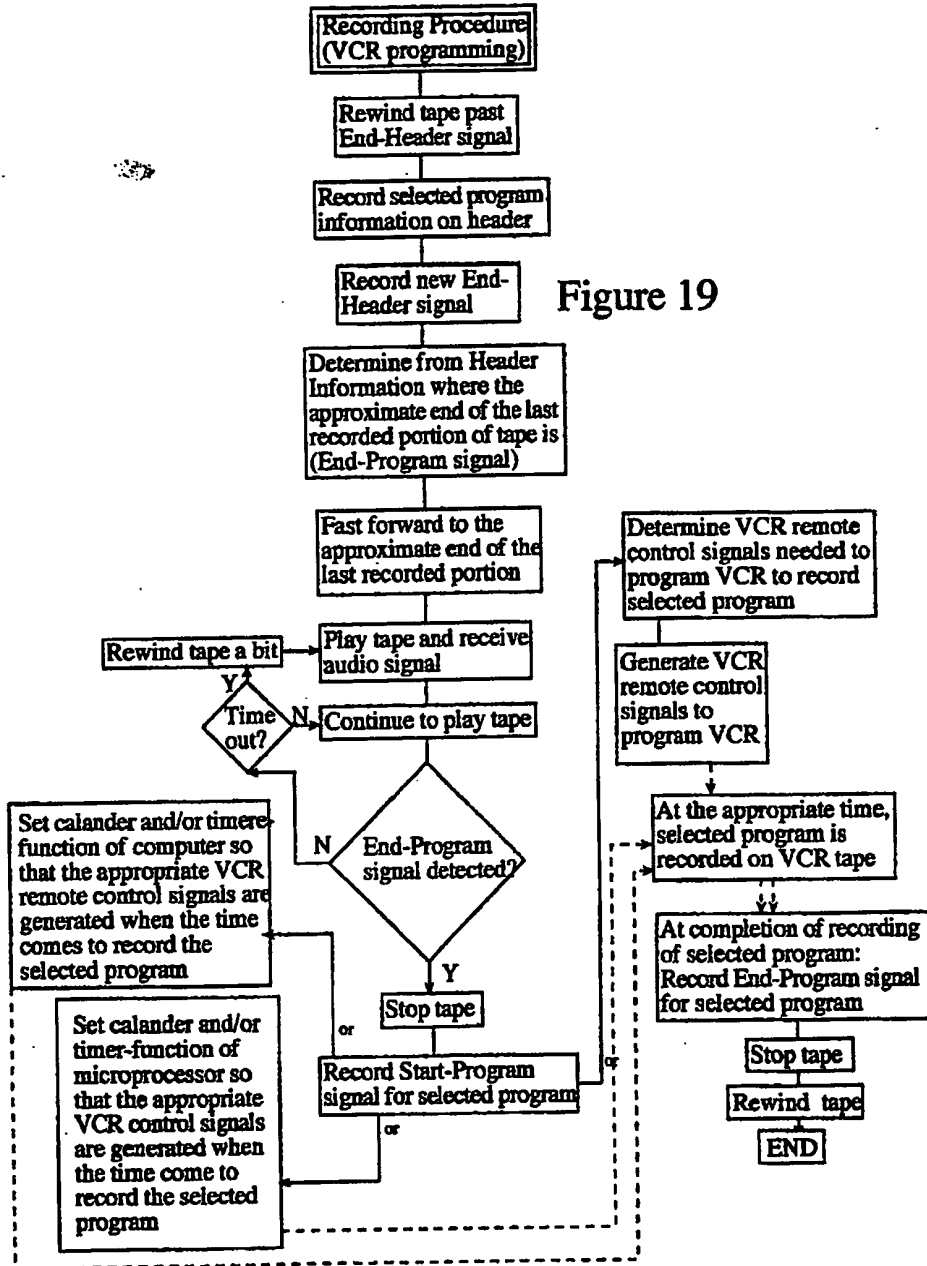 Recording Procedure
(VCR programming)
Rewind tape past
End-Header signal
Record selected program
information on header
Record new End-
Header signal
Figure 19
Determine from Header
Information where the
approximate end of the last
recorded portion of tape is
(End-Program signal)
Fast forward to the
approximate end of the
last recorded portion
Play tape and receive
audio signal
Rewind tape a bit
Y
Time
out?
N
Continue to play tape
End-Program
signal detected?
N
Y
Stop tape
Record Start-Program
signal for selected program
or
or
or
Set calander and/or timere-
function of computer so
that the appropriate VCR
remote control signals are
generated when the time
comes to record the
selected program
Set calander and/or
timer-function of
microprocessor so
that the appropriate
VCR control signals
are generated when
the time come to
record the selected
program
Determine VCR remote
control signals needed to
program VCR to record
selected program
Generate VCR
remote control
signals to
program VCR
At the appropriate time,
selected program is
recorded on VCR tape
At completion of recording
of selected program:
Record End-Program signal
for selected program
Stop tape
Rewind tape
END